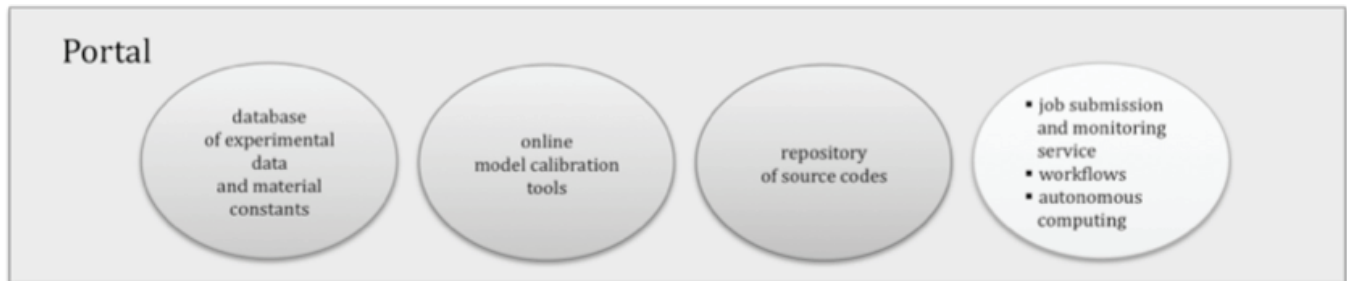 Portal
database
of experimental
data
and material
constants
online
model calibration
tools
repository
of source codes
▪ job submission
and monitoring
service
▪ workflows
▪ autonomous
computing